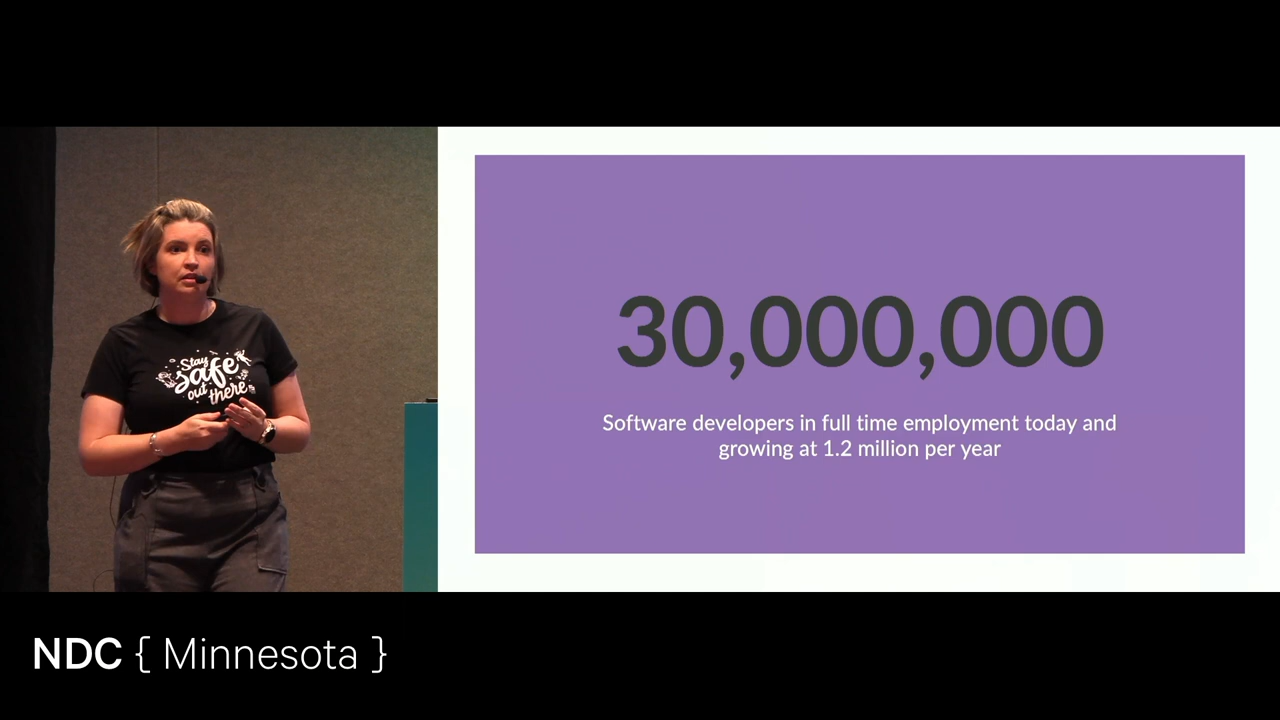 Stay
safe
out
there
30,000,000
Software developers in full time employment today and
growing at 1.2 million per year
NDC { Minnesota }